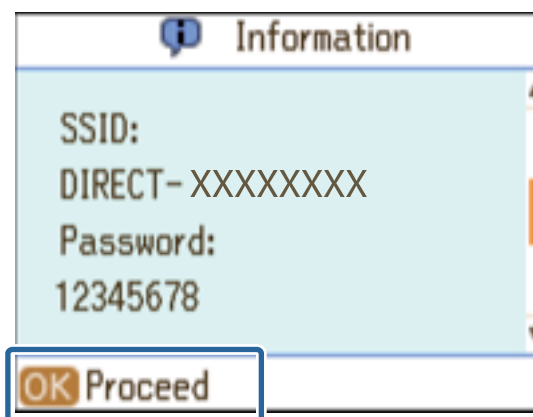 Information
SSID:
DIRECT-XXXXXXXX
Password:
12345678
OK Proceed